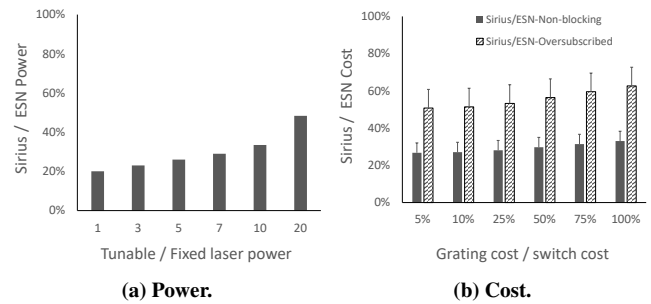 100%
80%
60%
40%
20%
0%
Sirius / ESN Power
1 3 5 7 10 20
Tunable / Fixed laser power
(a) Power.
100%
80%
60%
40%
20%
0%
Sirius / ESN Cost
Sirius/ESN-Non-blocking
Sirius/ESN-Oversubscribed
5% 10% 25% 50% 75% 100%
Grating cost / switch cost
(b) Cost.